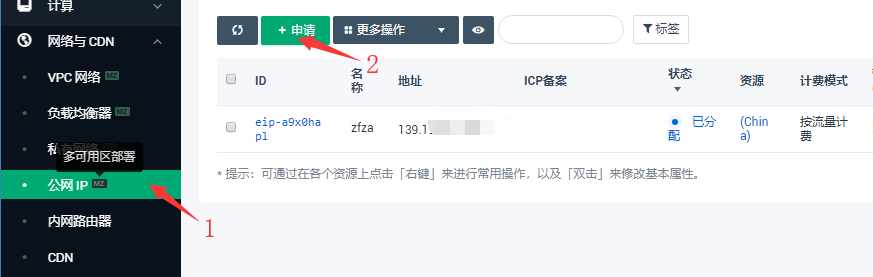 计算
网络与 CDN
VPC 网络 MZ
负载均衡器 MZ
多可用区部署
公网 IP MZ
内网路由器
CDN
1
+ 申请
更多操作
标签
2
ID
名称
地址
ICP备案
状态
资源
计费模式
eip-a9x0ha
pl
zfza
139.1
已分
配
(Chin
a)
按流量计
费
* 提示：可通过在各个资源上点击「右键」来进行常用操作，以及「双击」来修改基本属性。